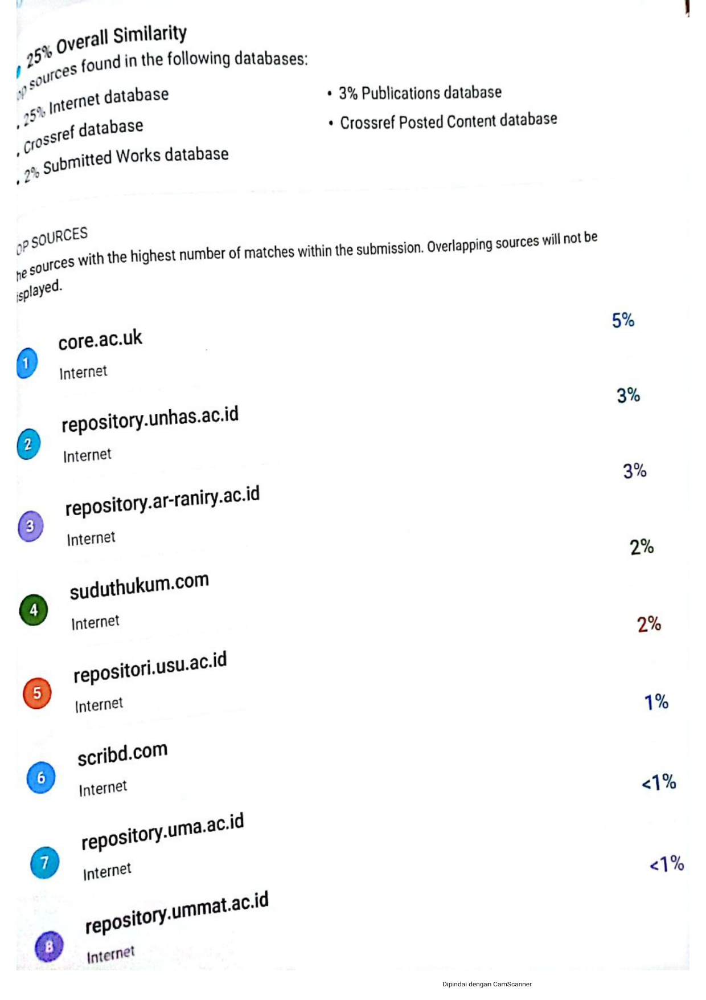 25% Overall Similarity
op sources found in the following databases:
• 25% Internet database
• 3% Publications database
• Crossref database
• Crossref Posted Content database
• 2% Submitted Works database
OP SOURCES
he sources with the highest number of matches within the submission. Overlapping sources will not be
isplayed.
1
core.ac.uk
5%
Internet
2
repository.unhas.ac.id
3%
Internet
3
repository.ar-raniry.ac.id
3%
Internet
4
suduthukum.com
2%
Internet
5
repositori.usu.ac.id
2%
Internet
6
scribd.com
1%
Internet
7
repository.uma.ac.id
<1%
Internet
8
repository.ummat.ac.id
<1%
Internet
Dipindai dengan CamScanner